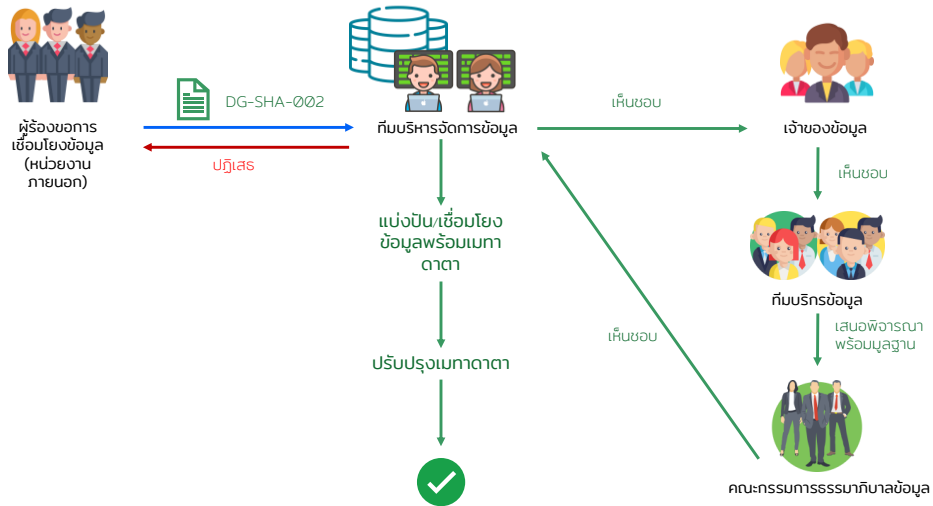 DG-SHA-002
ผู้ร้องขอการ
เชื่อมโยงข้อมูล
(หน่วยงาน
ภายนอก)
ปฏิเสธ
ทีมบริหารจัดการข้อมูล
เห็นชอบ
เจ้าของข้อมูล
เห็นชอบ
แบ่งปัน/เชื่อมโยง
ข้อมูลพร้อมเมทา
ดาตา
ทีมบริกรข้อมูล
เสนอพิจารณา
พร้อมมูลฐาน
เห็นชอบ
ปรับปรุงเมทาดาตา
คณะกรรมการธรรมาภิบาลข้อมูล